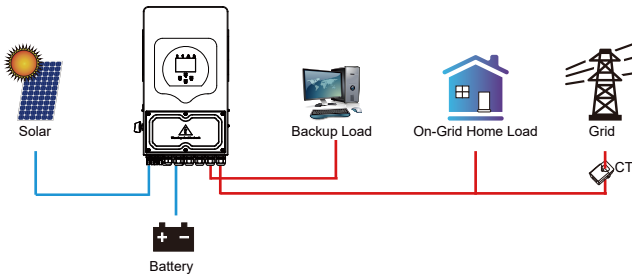 Solar
Backup Load
On-Grid Home Load
Grid
CT
Battery